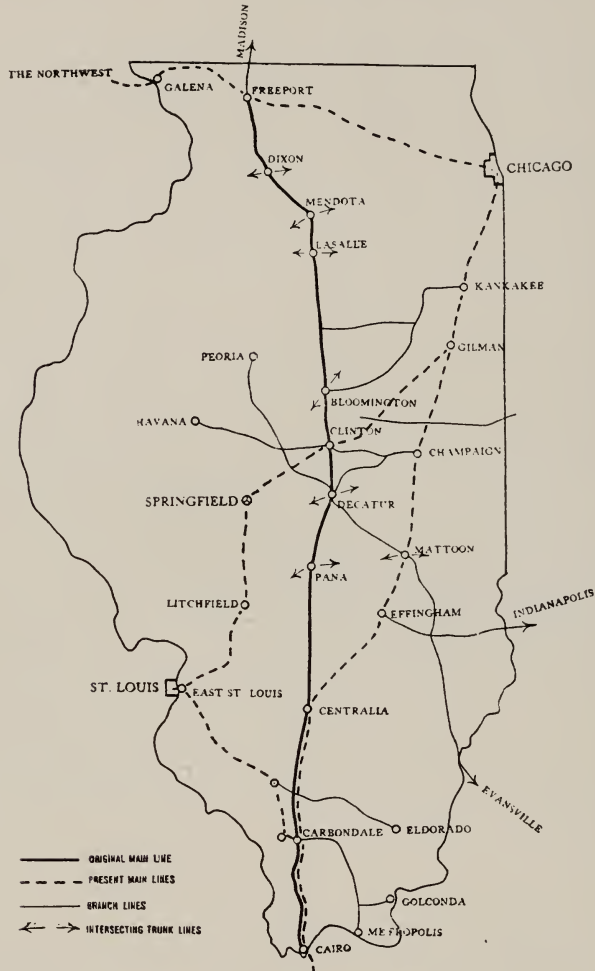 MADISON
THE NORTHWEST
GALENA
FREEPORT
DIXON
CHICAGO
MENDOTA
LASALLE
KANKAKEE
GILMAN
PEORIA
BLOOMINGTON
HAVANA
CLINTON
CHAMPAIGN
SPRINGFIELD
DECATUR
MATTOON
PANA
LITCHFIELD
EFFINGHAM
INDIANAPOLIS
ST. LOUIS
EAST ST LOUIS
CENTRALIA
EVANSVILLE
ELDORADO
CARBONDALE
ORIGINAL MAIN LINE
PRESENT MAIN LINES
BRANCH LINES
INTERSECTING TRUNK LINES
GOLCONDA
METROPOLIS
CAIRO